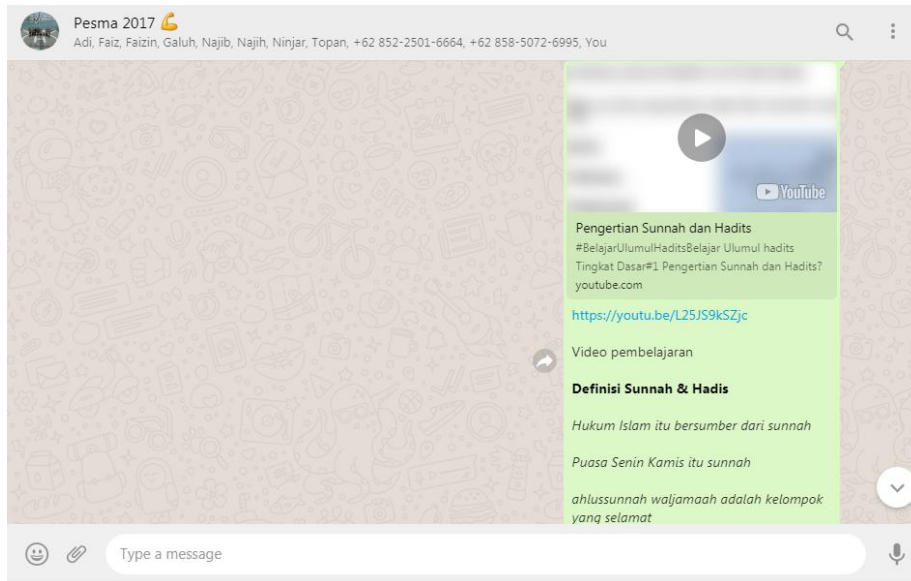 Pesma 2017 💪
Adi, Faiz, Faizin, Galuh, Najib, Najih, Ninjar, Topan, +62 852-2501-6664, +62 858-5072-6995, You
YouTube
Pengertian Sunnah dan Hadits
#BelajarUlumulHaditsBelajar Ulumul hadits
Tingkat Dasar#1 Pengertian Sunnah dan Hadits?
youtube.com
https://youtu.be/L25JS9kSZjc
Video pembelajaran
Definisi Sunnah & Hadis
Hukum Islam itu bersumber dari sunnah
Puasa Senin Kamis itu sunnah
ahlussunnah waljamaah adalah kelompok
yang selamat
Type a message